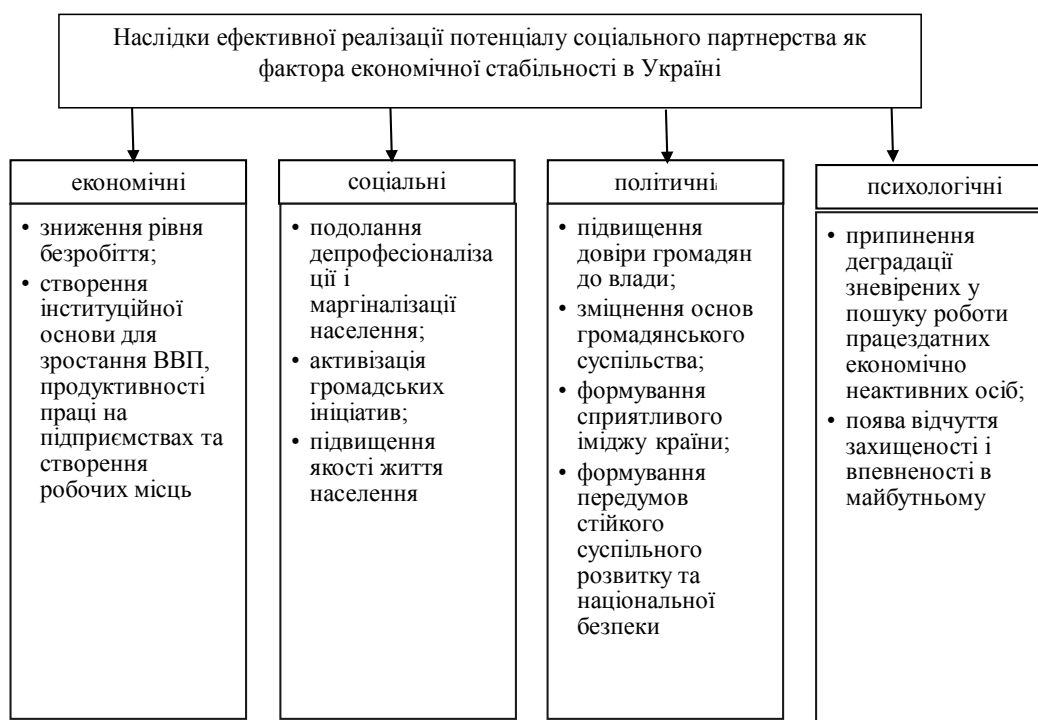 Наслідки ефективної реалізації потенціалу соціального партнерства як
фактора економічної стабільності в Україні
економічні
• зниження рівня
безробіття;
• створення
інституційної
основи для
зростання ВВП,
продуктивності
праці на
підприємствах та
створення
робочих місць
соціальні
• подолання
депрофесіоналіза
ції і
маргіналізації
населення;
• активізація
громадських
ініціатив;
• підвищення
якості життя
населення
політичні
• підвищення
довіри громадян
до влади;
• зміцнення основ
громадянського
суспільства;
• формування
сприятливого
іміджу країни;
• формування
передумов
стійкого
суспільного
розвитку та
національної
безпеки
психологічні
• припинення
деградації
зневірених у
пошуку роботи
працездатних
економічно
неактивних осіб;
• поява відчуття
захищеності і
впевненості в
майбутньому